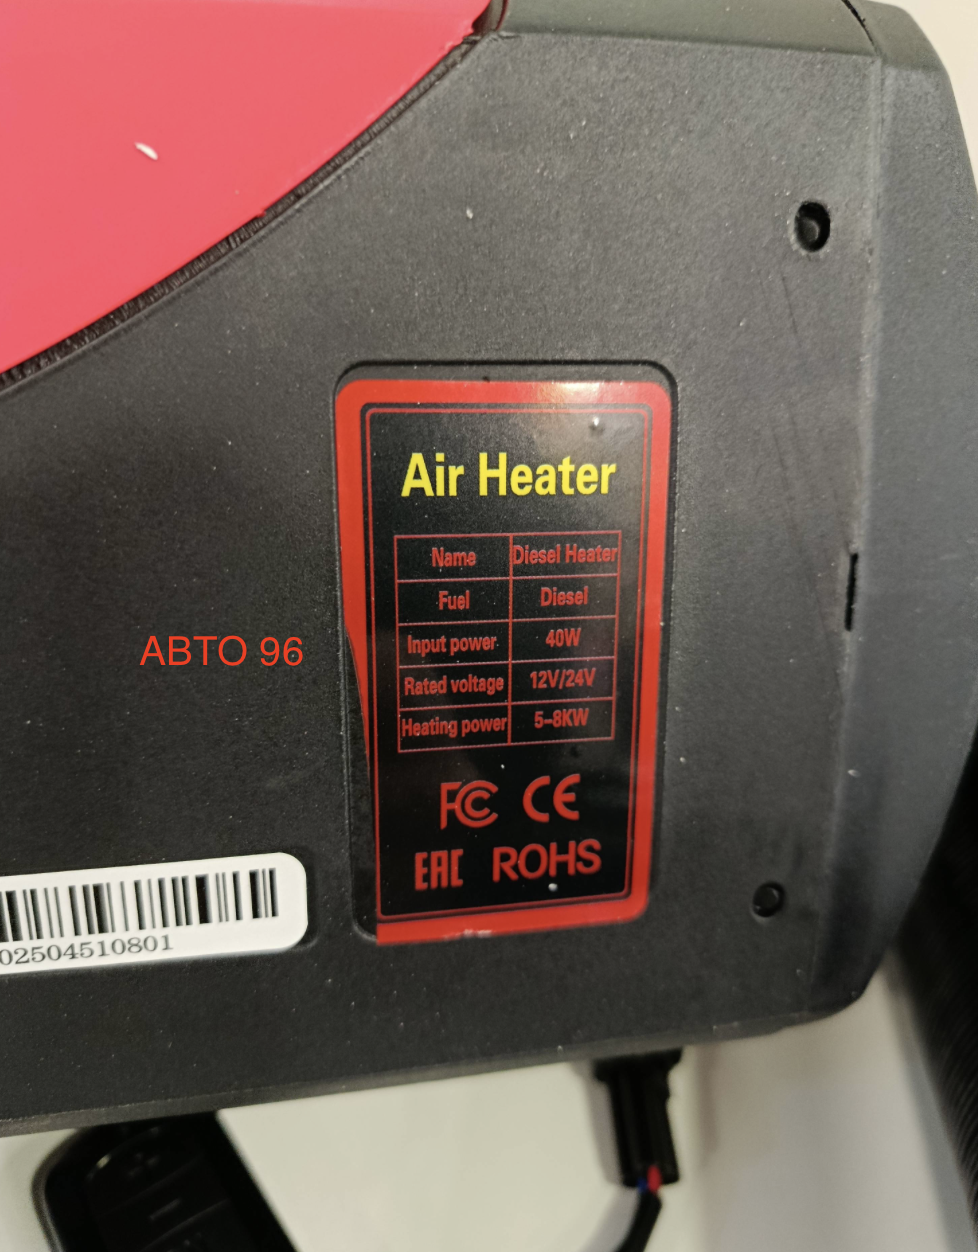 Air Heater
Name Diesel Heater
Fuel Diesel
Input power 40W
Rated voltage 12V/24V
Heating power 5-8KW
АВТО 96
FC CE
EAC ROHS
02504510801